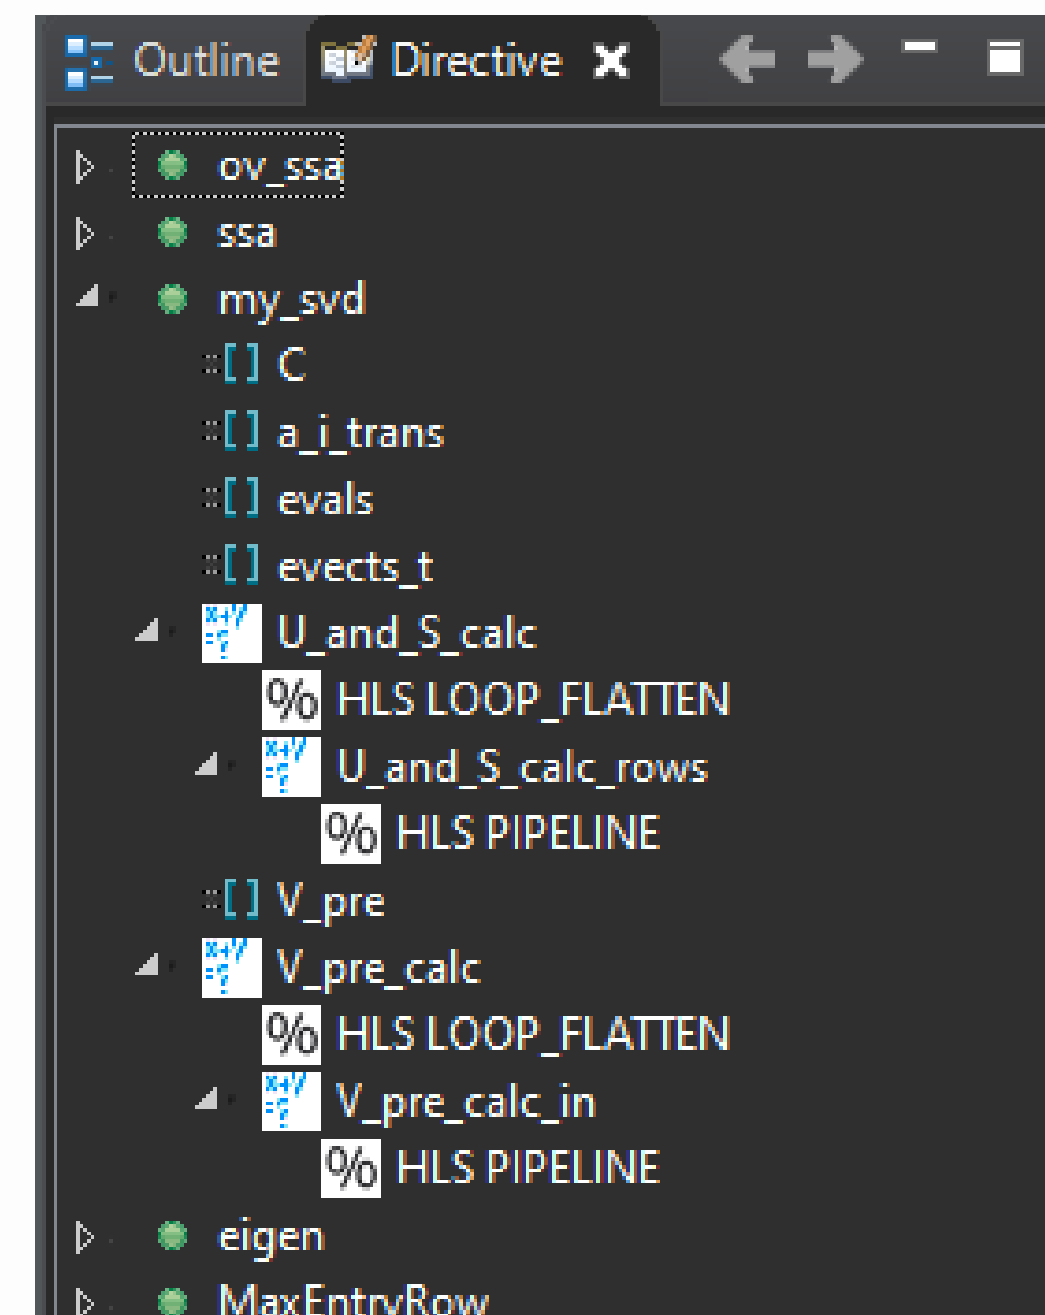 Outline Directive
ov_ssa
ssa
my_svd
[] C
[] a_i_trans
[] evals
[] evects_t
U_and_S_calc
% HLS LOOP_FLATTEN
U_and_S_calc_rows
% HLS PIPELINE
[] V_pre
V_pre_calc
% HLS LOOP_FLATTEN
V_pre_calc_in
% HLS PIPELINE
eigen
MaxEntryRow